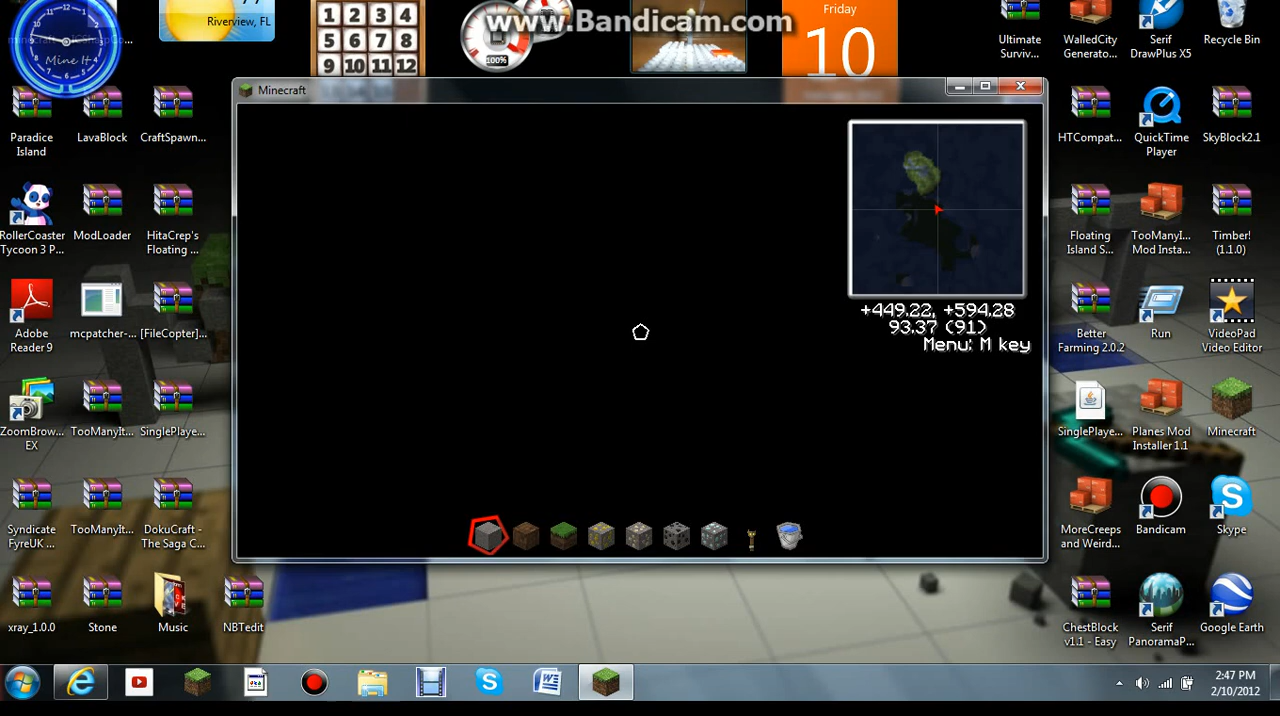 www.Bandicam.com
Riverview, FL
Mine It
1 2 3 4
5 6 7 8
9 10 11 12
100%
Friday
10
Ultimate
Surviv...
WalledCity
Generato...
Serif
DrawPlus X5
Recycle Bin
Minecraft
Paradice
Island
LavaBlock
CraftSpawn...
HTCompat...
QuickTime
Player
SkyBlock2.1
+449.22, +594.28
93.37 (91)
Menu: M key
RollerCoaster
Tycoon 3 P...
ModLoader
HitaCrep's
Floating ...
Floating
Island S...
TooManyI...
Mod Insta...
Timber!
(1.1.0)
Adobe
Reader 9
mcpatcher-...
[FileCopter]...
Better
Farming 2.0.2
Run
VideoPad
Video Editor
ZoomBrow...
EX
TooManyIt...
SinglePlaye...
SinglePlaye...
Planes Mod
Installer 1.1
Minecraft
Syndicate
FyreUK ...
TooManyIt...
DokuCraft -
The Saga C...
MoreCreeps
and Weird...
Bandicam
Skype
xray_1.0.0
Stone
Music
NBTedit
ChestBlock
v1.1 - Easy
Serif
PanoramaP...
Google Earth
2:47 PM
2/10/2012